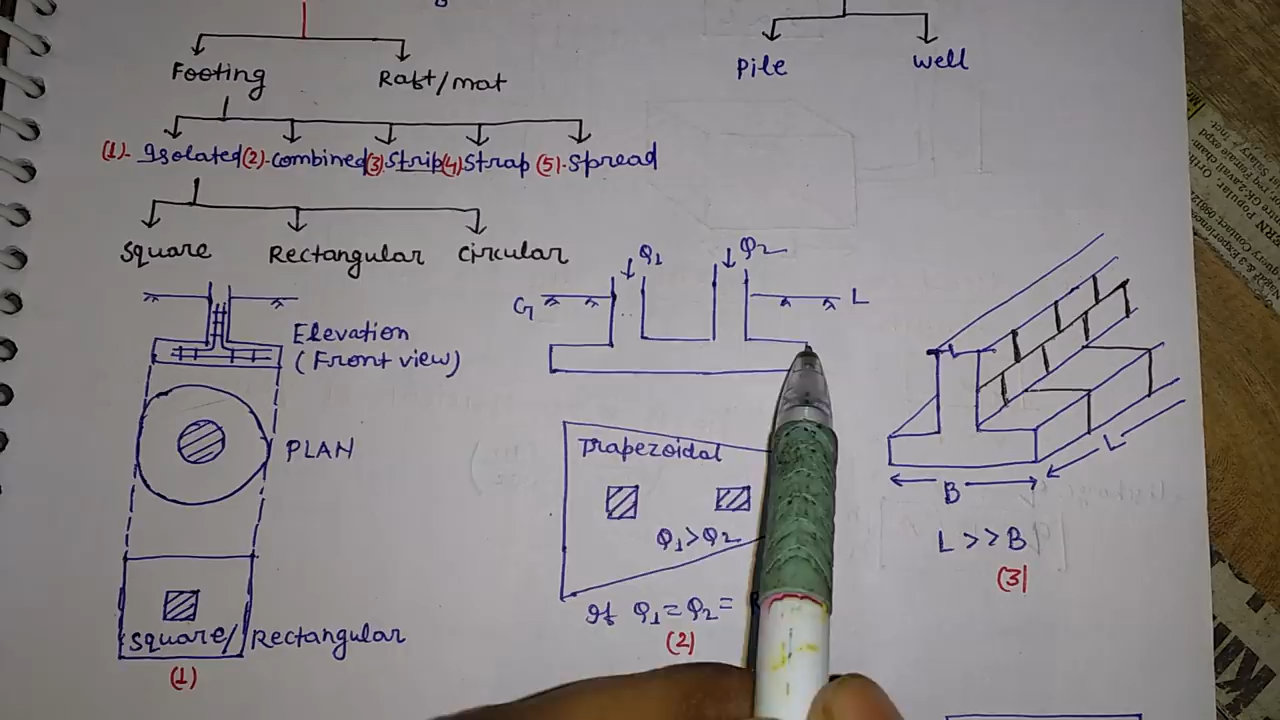 Footing
Raft/mat
Pile
well
(1). Isolated (2). combined (3) Strip (4) Strap (5). Spread
Square
Rectangular
Circular
Q1
Q2
G
L
Elevation
(Front view)
PLAN
Trapezoidal
Q1>Q2
If Q1=Q2=
(2)
Square/Rectangular
(1)
B
L
L>>B
(3)